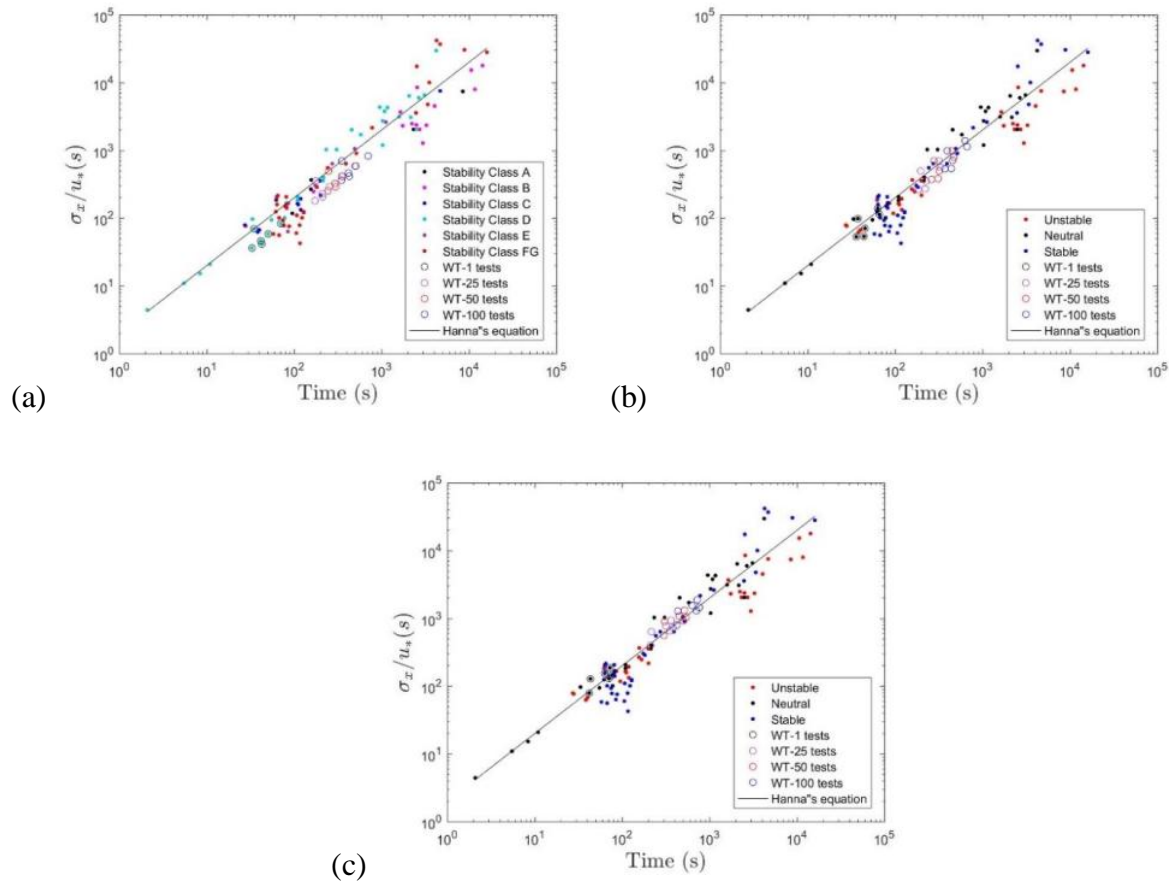 10^5
10^4
10^3
10^2
10^1
10^0
σ_x/u_*(s)
Stability Class A
Stability Class B
Stability Class C
Stability Class D
Stability Class E
Stability Class FG
WT-1 tests
WT-25 tests
WT-50 tests
WT-100 tests
Hanna"s equation
10^0 10^1 10^2 10^3 10^4 10^5
Time (s)
(a)
10^5
10^4
10^3
10^2
10^1
10^0
σ_x/u_*(s)
Unstable
Neutral
Stable
WT-1 tests
WT-25 tests
WT-50 tests
WT-100 tests
Hanna"s equation
10^0 10^1 10^2 10^3 10^4 10^5
Time (s)
(b)
10^5
10^4
10^3
10^2
10^1
10^0
σ_x/u_*(s)
Unstable
Neutral
Stable
WT-1 tests
WT-25 tests
WT-50 tests
WT-100 tests
Hanna"s equation
10^0 10^1 10^2 10^3 10^4 10^5
Time (s)
(c)